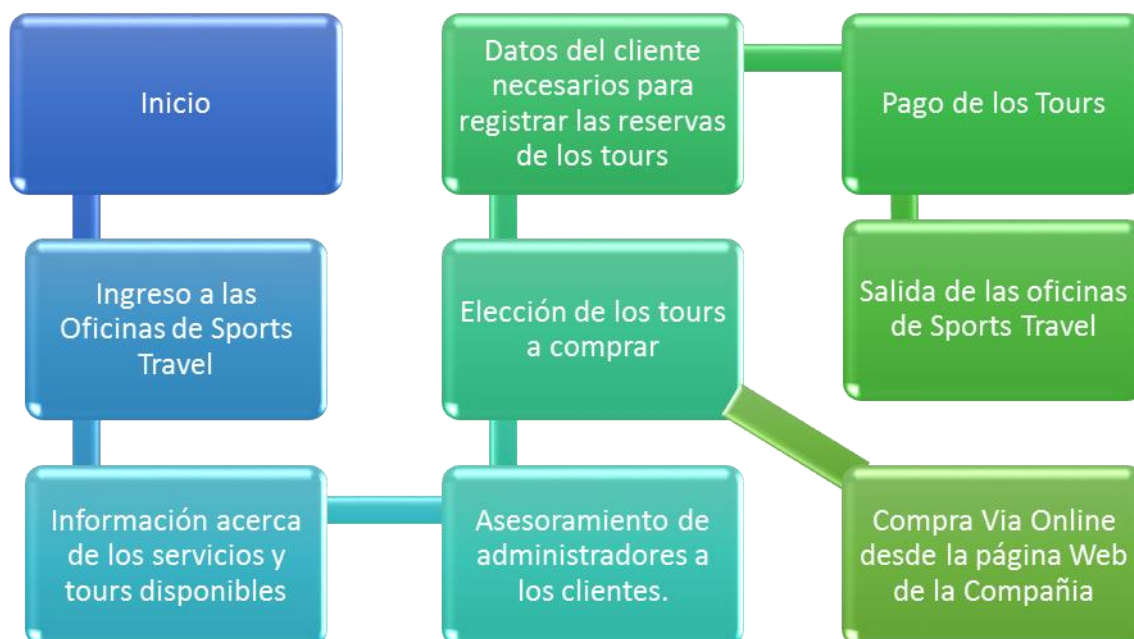 Inicio
Ingreso a las
Oficinas de Sports
Travel
Información acerca
de los servicios y
tours disponibles
Asesoramiento de
administradores a
los clientes.
Elección de los tours
a comprar
Datos del cliente
necesarios para
registrar las reservas
de los tours
Pago de los Tours
Salida de las oficinas
de Sports Travel
Compra Via Online
desde la página Web
de la Compañia